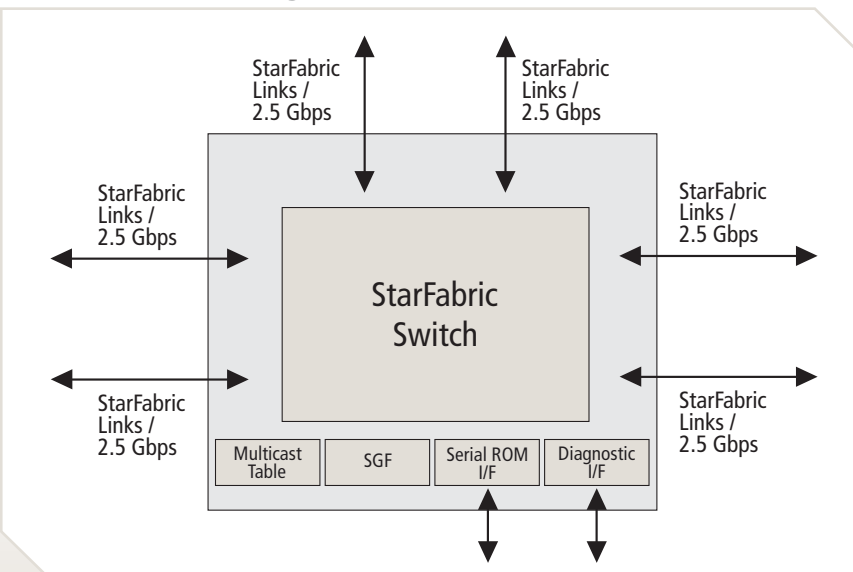 StarFabric
Links /
2.5 Gbps
StarFabric
Links /
2.5 Gbps
StarFabric
Links /
2.5 Gbps
StarFabric
Links /
2.5 Gbps
StarFabric
Switch
StarFabric
Links /
2.5 Gbps
StarFabric
Links /
2.5 Gbps
Multicast
Table
SGF
Serial ROM
I/F
Diagnostic
I/F